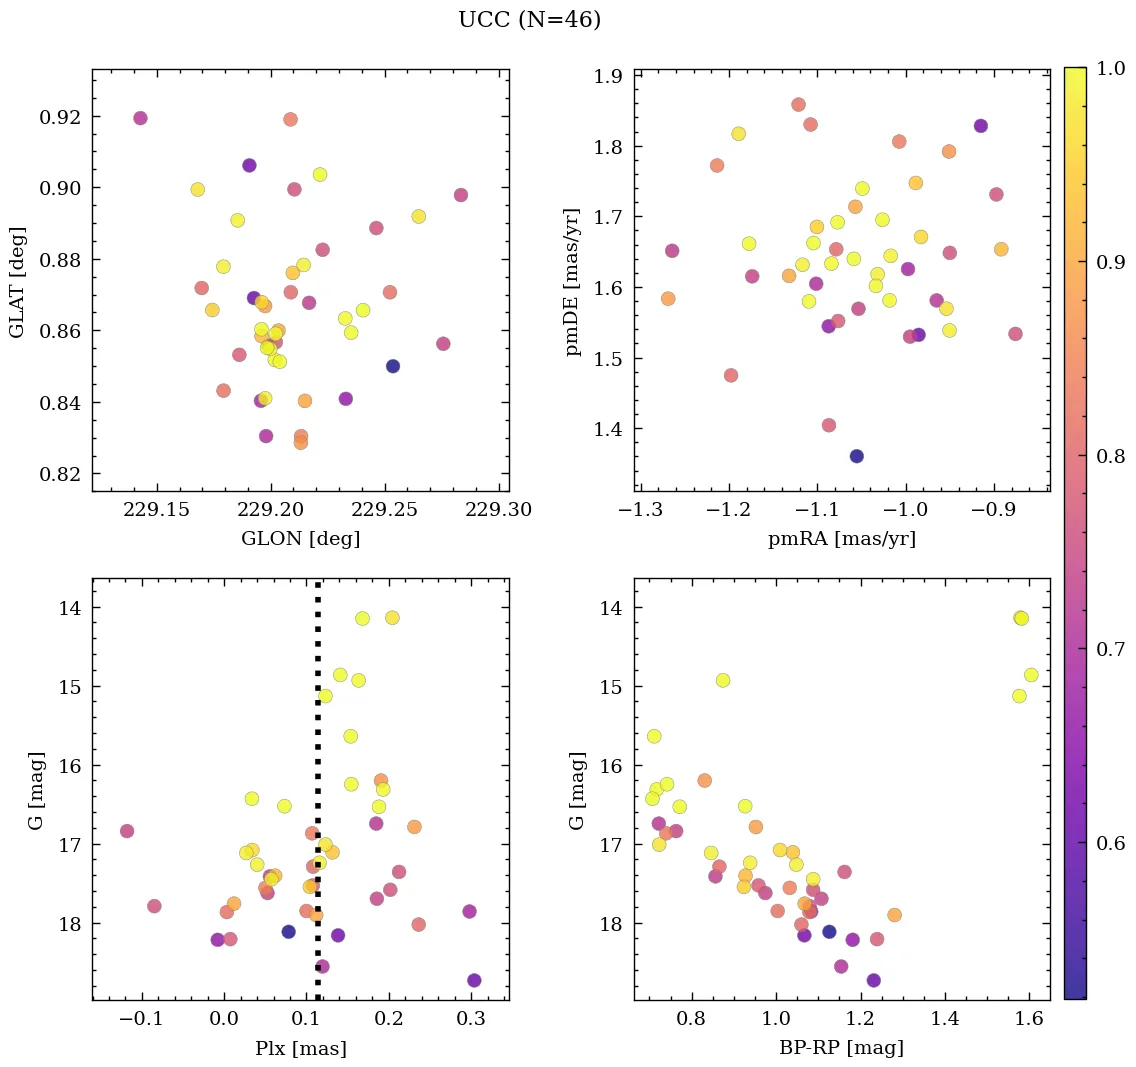 UCC (N=46)
0.92
0.90
0.88
0.86
0.84
0.82
GLAT [deg]
229.15 229.20 229.25 229.30
GLON [deg]
1.9
1.8
1.7
1.6
1.5
1.4
pmDE [mas/yr]
−1.3 −1.2 −1.1 −1.0 −0.9
pmRA [mas/yr]
14
15
16
17
18
G [mag]
−0.1 0.0 0.1 0.2 0.3
Plx [mas]
14
15
16
17
18
G [mag]
0.8 1.0 1.2 1.4 1.6
BP-RP [mag]
1.0
0.9
0.8
0.7
0.6